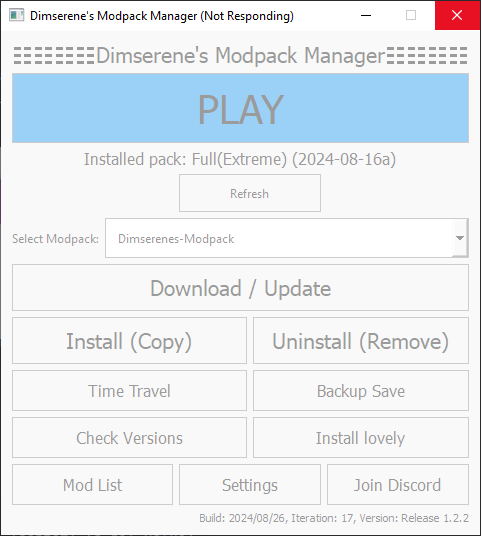 Dimserene's Modpack Manager (Not Responding)
Dimserene's Modpack Manager
PLAY
Installed pack: Full(Extreme) (2024-08-16a)
Refresh
Select Modpack: Dimserenes-Modpack
Download / Update
Install (Copy) Uninstall (Remove)
Time Travel Backup Save
Check Versions Install lovely
Mod List Settings Join Discord
Build: 2024/08/26, Iteration: 17, Version: Release 1.2.2